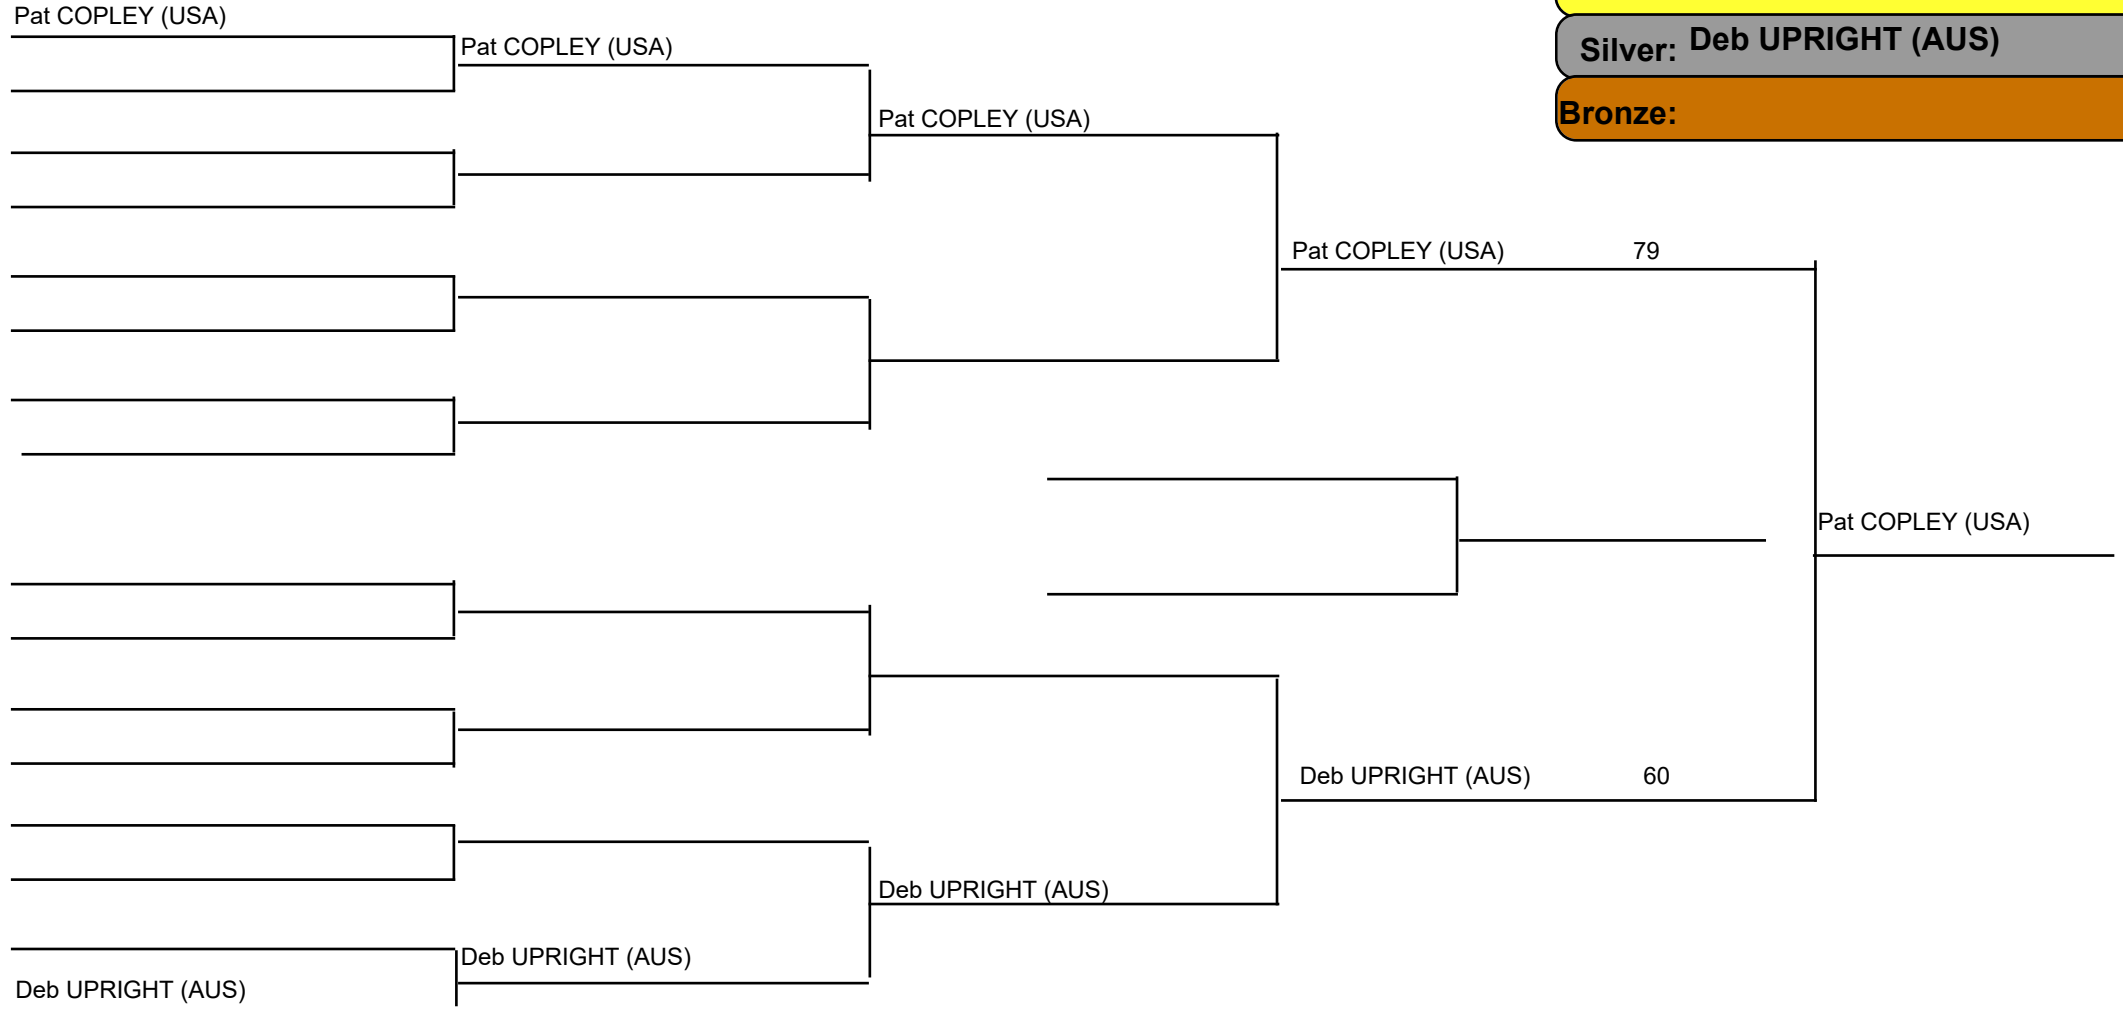 Pat COPLEY (USA)
Pat COPLEY (USA)
Silver: Deb UPRIGHT (AUS)
Bronze:
Pat COPLEY (USA)
Pat COPLEY (USA) 79
Pat COPLEY (USA)
Deb UPRIGHT (AUS) 60
Deb UPRIGHT (AUS)
Deb UPRIGHT (AUS)
Deb UPRIGHT (AUS)